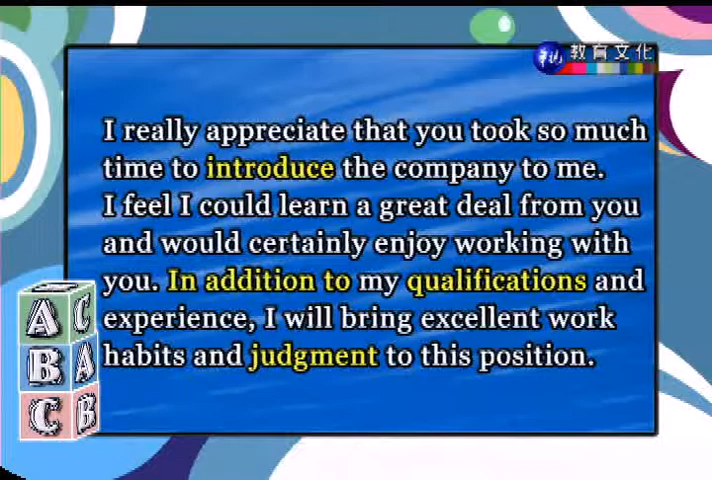 華視 教育文化
I really appreciate that you took so much
time to introduce the company to me.
I feel I could learn a great deal from you
and would certainly enjoy working with
you. In addition to my qualifications and
experience, I will bring excellent work
habits and judgment to this position.
A C
B A
C B